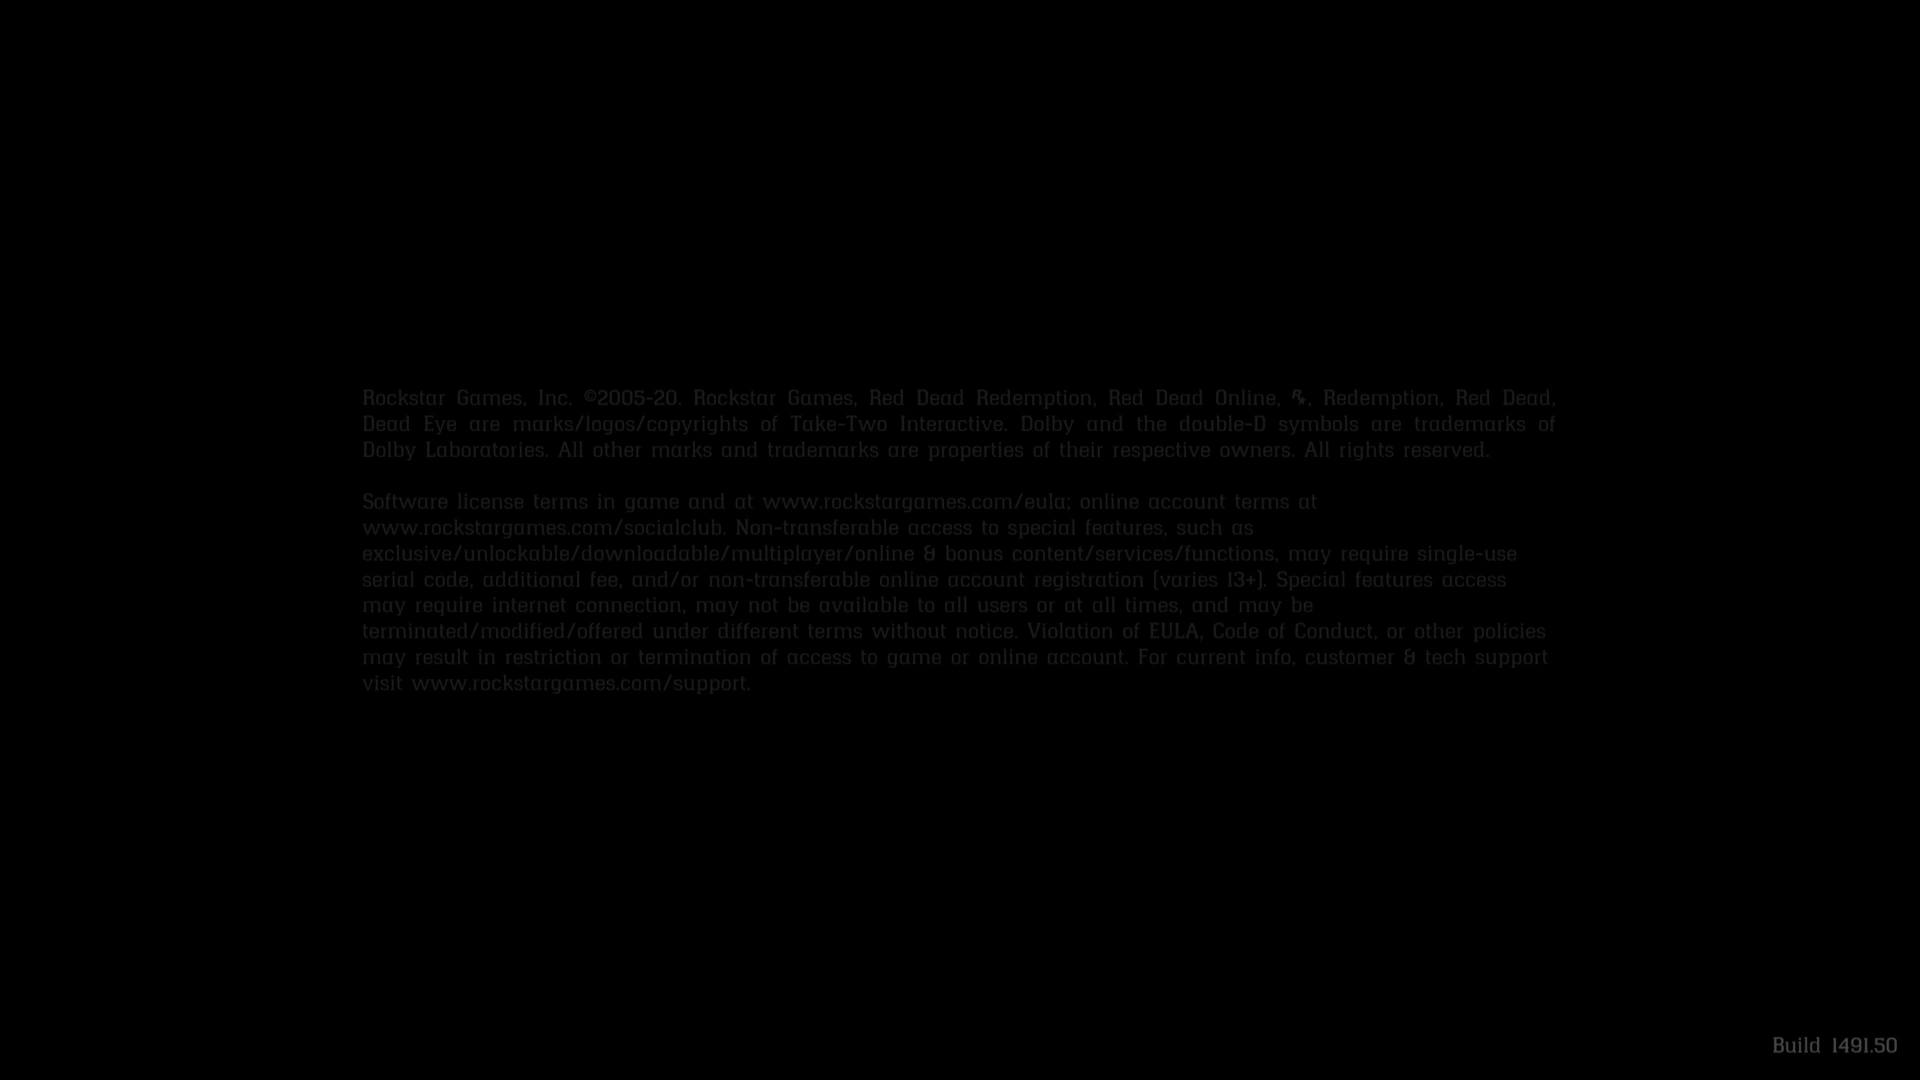 Rockstar Games, Inc. ©2005-20. Rockstar Games, Red Dead Redemption, Red Dead Online, R★, Redemption, Red Dead,
Dead Eye are marks/logos/copyrights of Take-Two Interactive. Dolby and the double-D symbols are trademarks of
Dolby Laboratories. All other marks and trademarks are properties of their respective owners. All rights reserved.
Software license terms in game and at www.rockstargames.com/eula; online account terms at
www.rockstargames.com/socialclub. Non-transferable access to special features, such as
exclusive/unlockable/downloadable/multiplayer/online & bonus content/services/functions, may require single-use
serial code, additional fee, and/or non-transferable online account registration (varies 13+). Special features access
may require internet connection, may not be available to all users or at all times, and may be
terminated/modified/offered under different terms without notice. Violation of EULA, Code of Conduct, or other policies
may result in restriction or termination of access to game or online account. For current info, customer & tech support
visit www.rockstargames.com/support.
Build 1491.50